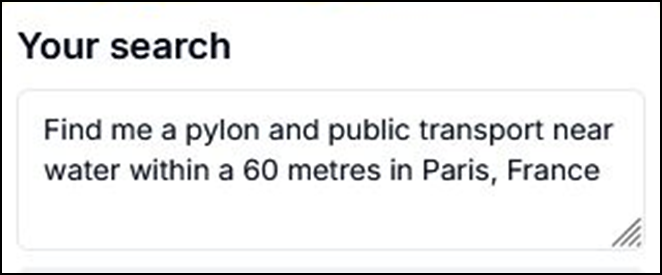 Your search
Find me a pylon and public transport near
water within a 60 metres in Paris, France